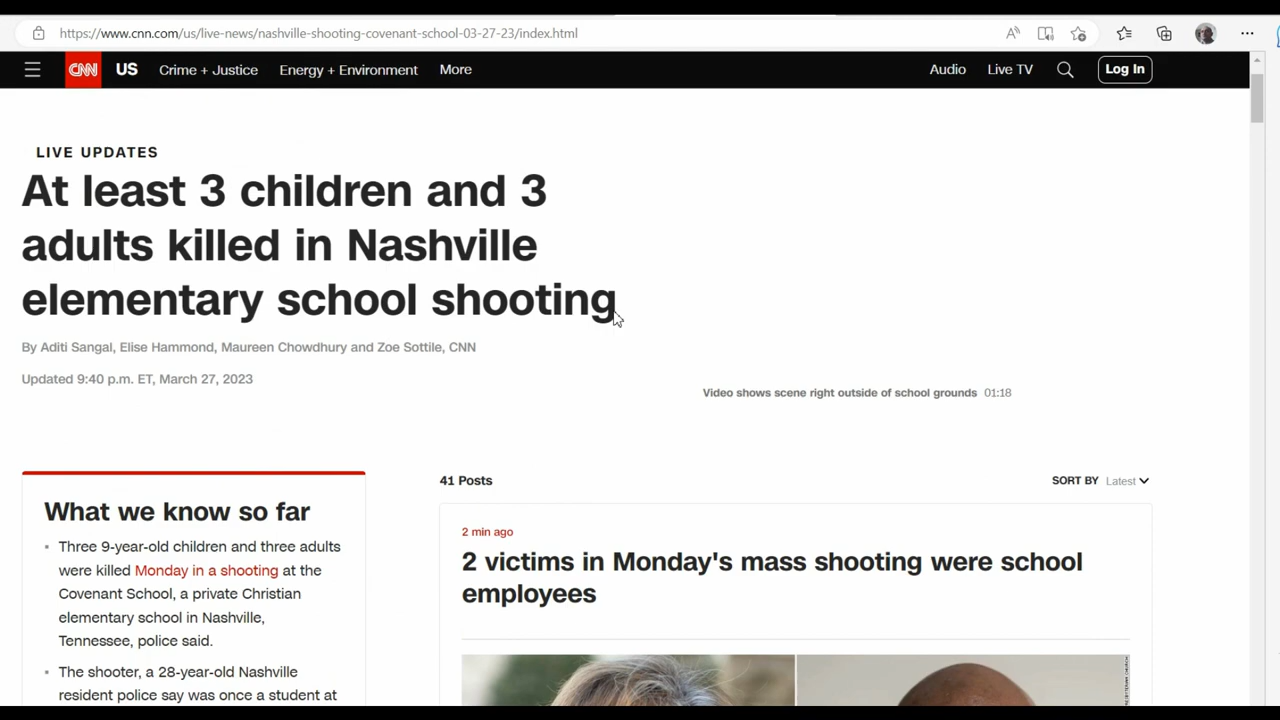 https://www.cnn.com/us/live-news/nashville-shooting-covenant-school-03-27-23/index.html
CNN US Crime + Justice Energy + Environment More Audio Live TV Log In
LIVE UPDATES
At least 3 children and 3
adults killed in Nashville
elementary school shooting
By Aditi Sangal, Elise Hammond, Maureen Chowdhury and Zoe Sottile, CNN
Updated 9:40 p.m. ET, March 27, 2023
Video shows scene right outside of school grounds 01:18
What we know so far
Three 9-year-old children and three adults
were killed Monday in a shooting at the
Covenant School, a private Christian
elementary school in Nashville,
Tennessee, police said.
The shooter, a 28-year-old Nashville
resident police say was once a student at
41 Posts
SORT BY Latest
2 min ago
2 victims in Monday's mass shooting were school
employees